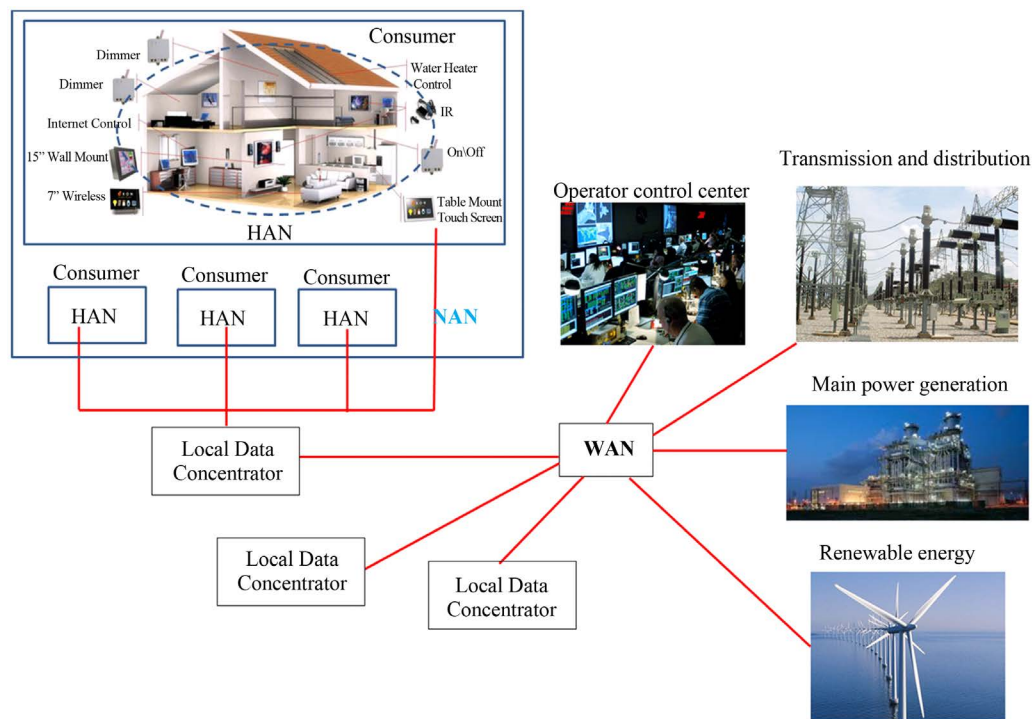 Consumer
Dimmer
Dimmer
Water Heater
Control
IR
Internet Control
On\Off
15” Wall Mount
7” Wireless
Table Mount
Touch Screen
HAN
Consumer
Consumer
Consumer
HAN
HAN
HAN
NAN
Operator control center
Transmission and distribution
Main power generation
Local Data
Concentrator
WAN
Local Data
Concentrator
Local Data
Concentrator
Renewable energy